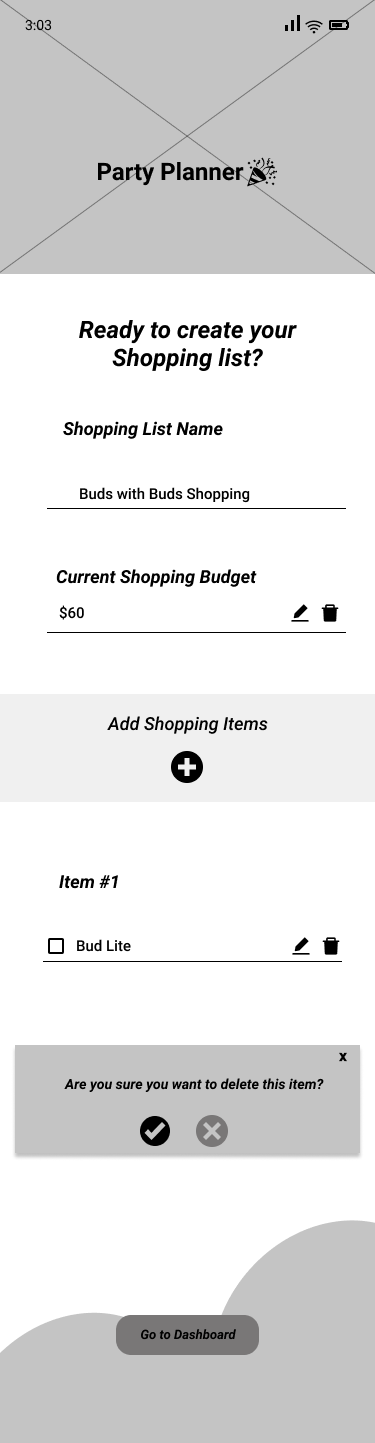 3:03
Party Planner
Ready to create your
Shopping list?
Shopping List Name
Buds with Buds Shopping
Current Shopping Budget
$60
Add Shopping Items
Item #1
Bud Lite
x
Are you sure you want to delete this item?
Go to Dashboard